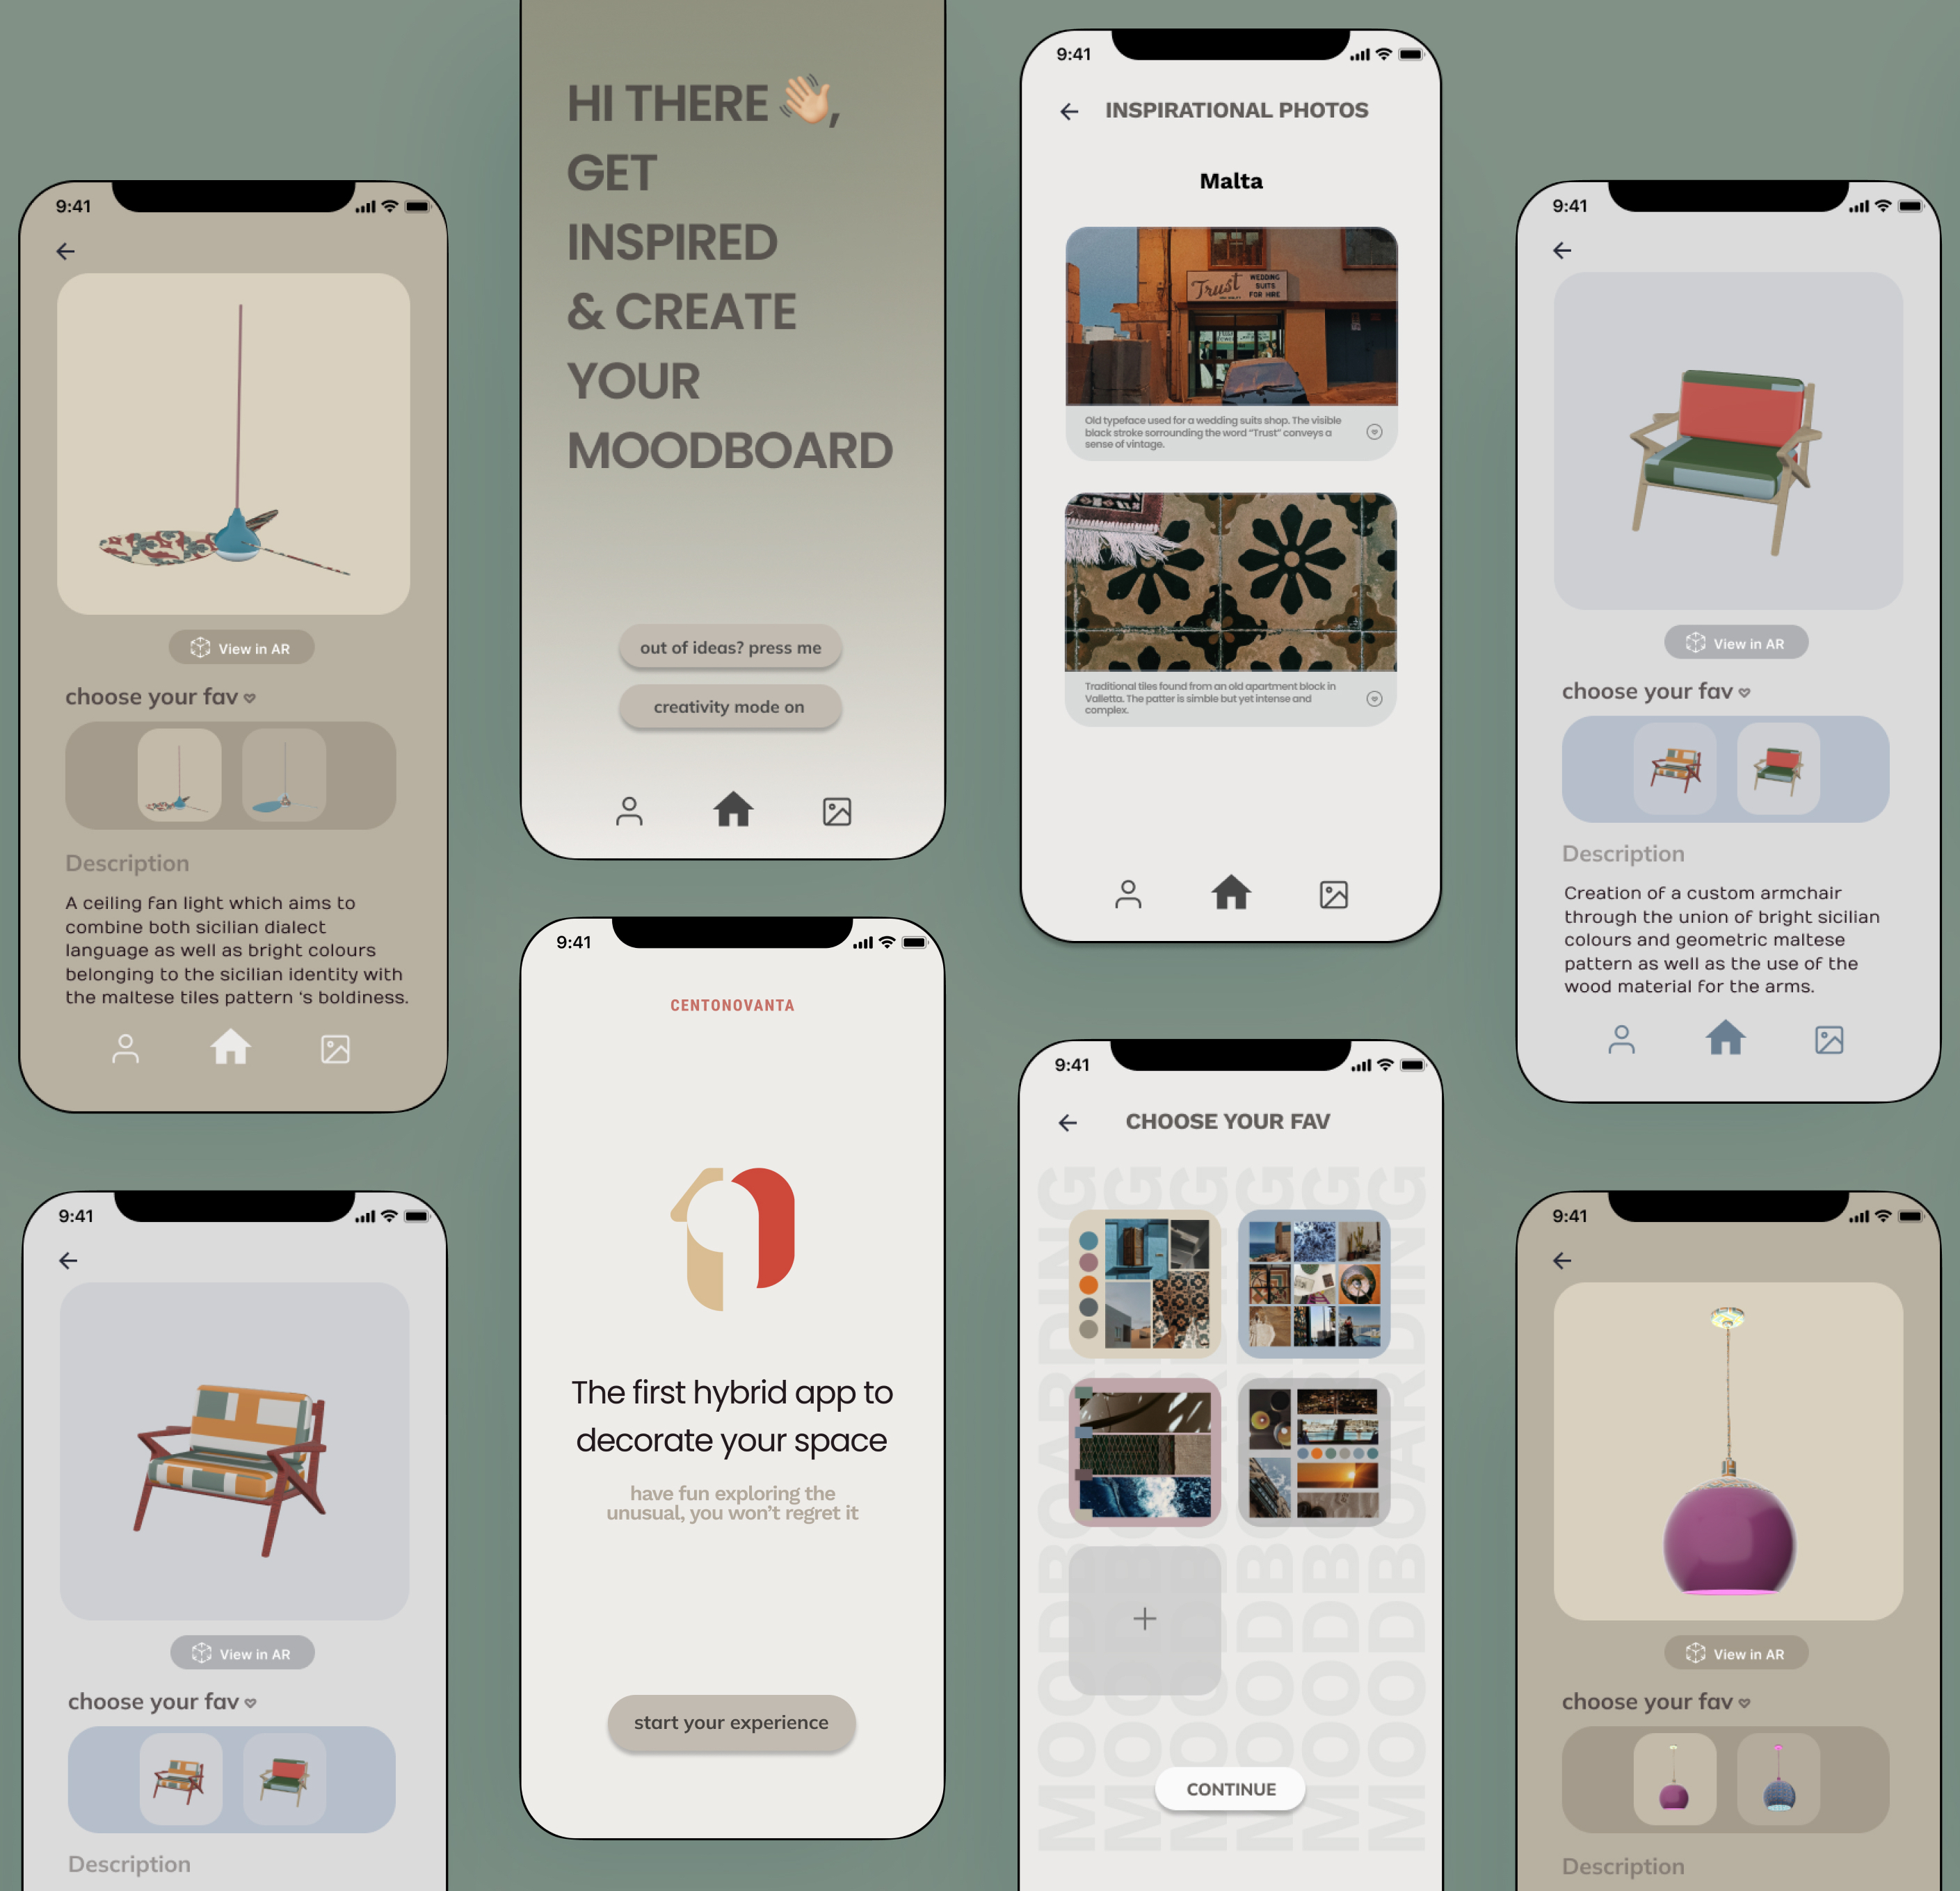 9:41
View in AR
choose your fav
Description
A ceiling fan light which aims to
combine both sicilian dialect
language as well as bright colours
belonging to the sicilian identity with
the maltese tiles pattern ‘s boldiness.
9:41
View in AR
choose your fav
Description
HI THERE 👋🏼,
GET
INSPIRED
& CREATE
YOUR
MOODBOARD
out of ideas? press me
creativity mode on
9:41
CENTONOVANTA
The first hybrid app to
decorate your space
have fun exploring the
unusual, you won’t regret it
start your experience
9:41
INSPIRATIONAL PHOTOS
Malta
Trust
WEDDING
SUITS
FOR HIRE
Old typeface used for a wedding suits shop. The visible
black stroke sorrounding the word “Trust” conveys a
sense of vintage.
Traditional tiles found from an old apartment block in
Valletta. The patter is simble but yet intense and
complex.
9:41
CHOOSE YOUR FAV
MOODBOARDING
MOODBOARDING
MOODBOARDING
MOODBOARDING
MOODBOARDING
MOODBOARDING
CONTINUE
9:41
View in AR
choose your fav
Description
Creation of a custom armchair
through the union of bright sicilian
colours and geometric maltese
pattern as well as the use of the
wood material for the arms.
9:41
View in AR
choose your fav
Description